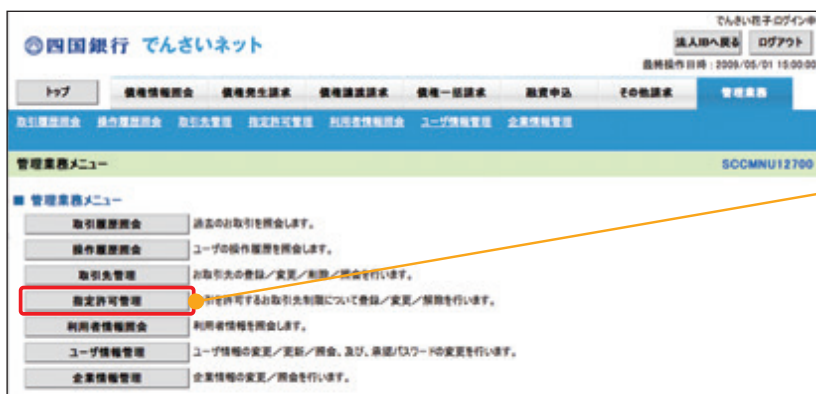 でんさい花子ログイン中
四国銀行 でんさいネット
法人IBへ戻る ログアウト
最終操作日時：2009/05/01 15:00:00
トップ 債権情報照会 債権発生請求 債権譲渡請求 債権一括請求 融資申込 その他請求 管理業務
取引履歴照会 操作履歴照会 取引先管理 指定許可管理 利用者情報照会 ユーザ情報管理 企業情報管理
管理業務メニュー SCCMNU12700
■ 管理業務メニュー
取引履歴照会 過去のお取引を照会します。
操作履歴照会 ユーザの操作履歴を照会します。
取引先管理 お取引先の登録／変更／削除／照会を行います。
指定許可管理 引を許可するお取引先制限について登録／変更／解除を行います。
利用者情報照会 利用者情報を照会します。
ユーザ情報管理 ユーザ情報の変更／更新／照会、及び、承認パスワードの変更を行います。
企業情報管理 企業情報の変更／照会を行います。